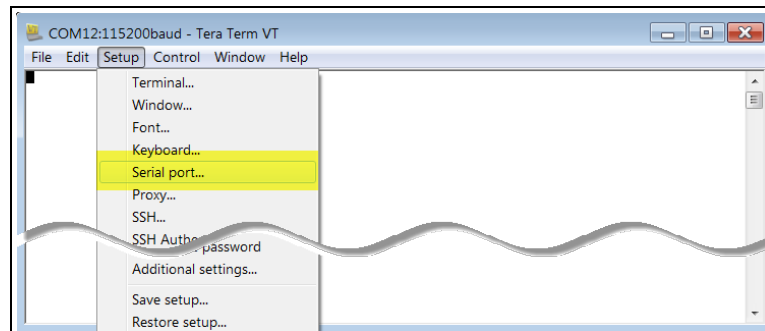 COM12:115200baud - Tera Term VT
File Edit Setup Control Window Help
Terminal...
Window...
Font...
Keyboard...
Serial port...
Proxy...
SSH...
SSH
password
Additional settings...
Save setup...
Restore setup...